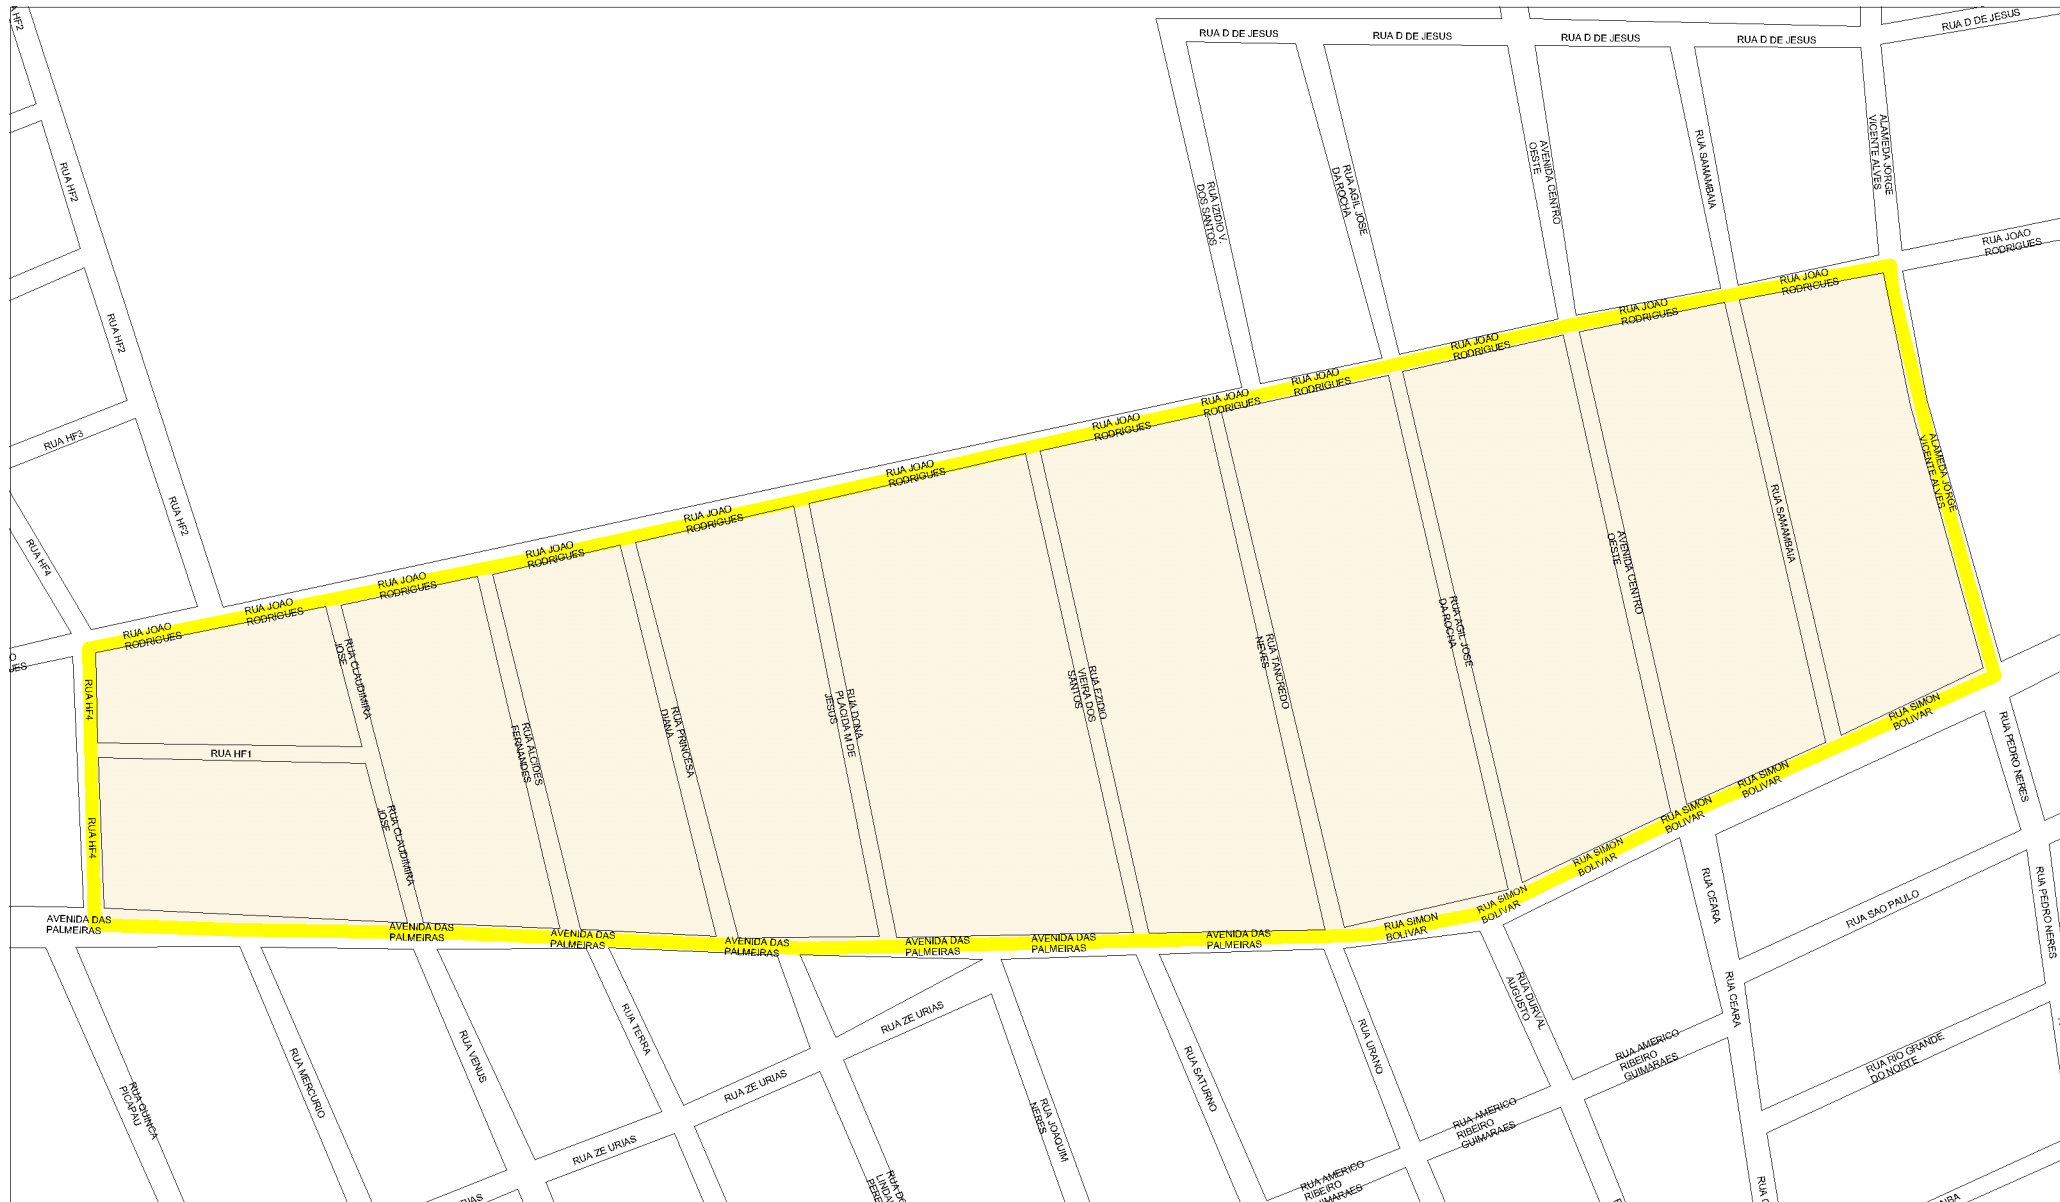 HF2
RUA D DE JESUS
RUA D DE JESUS
RUA D DE JESUS
RUA D DE JESUS
RUA D DE JESUS
RUA HF2
RUA IZIDIO V.
DOS SANTOS
RUA AGIL JOSE
DA ROCHA
AVENIDA CENTRO
OESTE
RUA SAMAMBAIA
ALAMEDA JORGE
VICENTE ALVES
RUA JOAO
RODRIGUES
RUA HF2
RUA JOAO
RODRIGUES
RUA JOAO
RODRIGUES
RUA JOAO
RODRIGUES
RUA JOAO
RODRIGUES
RUA JOAO
RODRIGUES
RUA JOAO
RODRIGUES
RUA JOAO
RODRIGUES
RUA JOAO
RODRIGUES
RUA JOAO
RODRIGUES
RUA JOAO
RODRIGUES
RUA JOAO
RODRIGUES
RUA JOAO
RODRIGUES
RUA HF3
RUA HF2
RUA HF4
ALAMEDA JORGE
VICENTE ALVES
RUA SAMAMBAIA
AVENIDA CENTRO
OESTE
RUA AGIL JOSE
DA ROCHA
RUA TANCREDO
NEVES
RUA EZIDIO
VIEIRA DOS
SANTOS
RUA DONA
PLACIDA M DE
JESUS
RUA PRINCESA
DIANA
RUA ALCIDES
FERNANDES
RUA CLAUDIMIRA
JOSE
RUA HF4
RUA HF1
RUA CLAUDIMIRA
JOSE
RUA HF4
AVENIDA DAS
PALMEIRAS
AVENIDA DAS
PALMEIRAS
AVENIDA DAS
PALMEIRAS
AVENIDA DAS
PALMEIRAS
AVENIDA DAS
PALMEIRAS
AVENIDA DAS
PALMEIRAS
AVENIDA DAS
PALMEIRAS
RUA SIMON
BOLIVAR
RUA SIMON
BOLIVAR
RUA SIMON
BOLIVAR
RUA SIMON
BOLIVAR
RUA SIMON
BOLIVAR
RUA SIMON
BOLIVAR
RUA PEDRO NERES
RUA PEDRO NERES
RUA CEARA
RUA SAO PAULO
RUA CEARA
RUA DURVAL
AUGUSTO
RUA ZE URIAS
RUA ZE URIAS
RUA ZE URIAS
RUA QUINCA
PICAPAU
RUA MERCURIO
RUA VENUS
RUA TERRA
RUA JOAQUIM
NERES
RUA SATURNO
RUA URANO
RUA AMERICO
RIBEIRO
GUIMARAES
RUA AMERICO
RIBEIRO
GUIMARAES
RUA AMERICO
RIBEIRO
RUA RIO GRANDE
DO NORTE